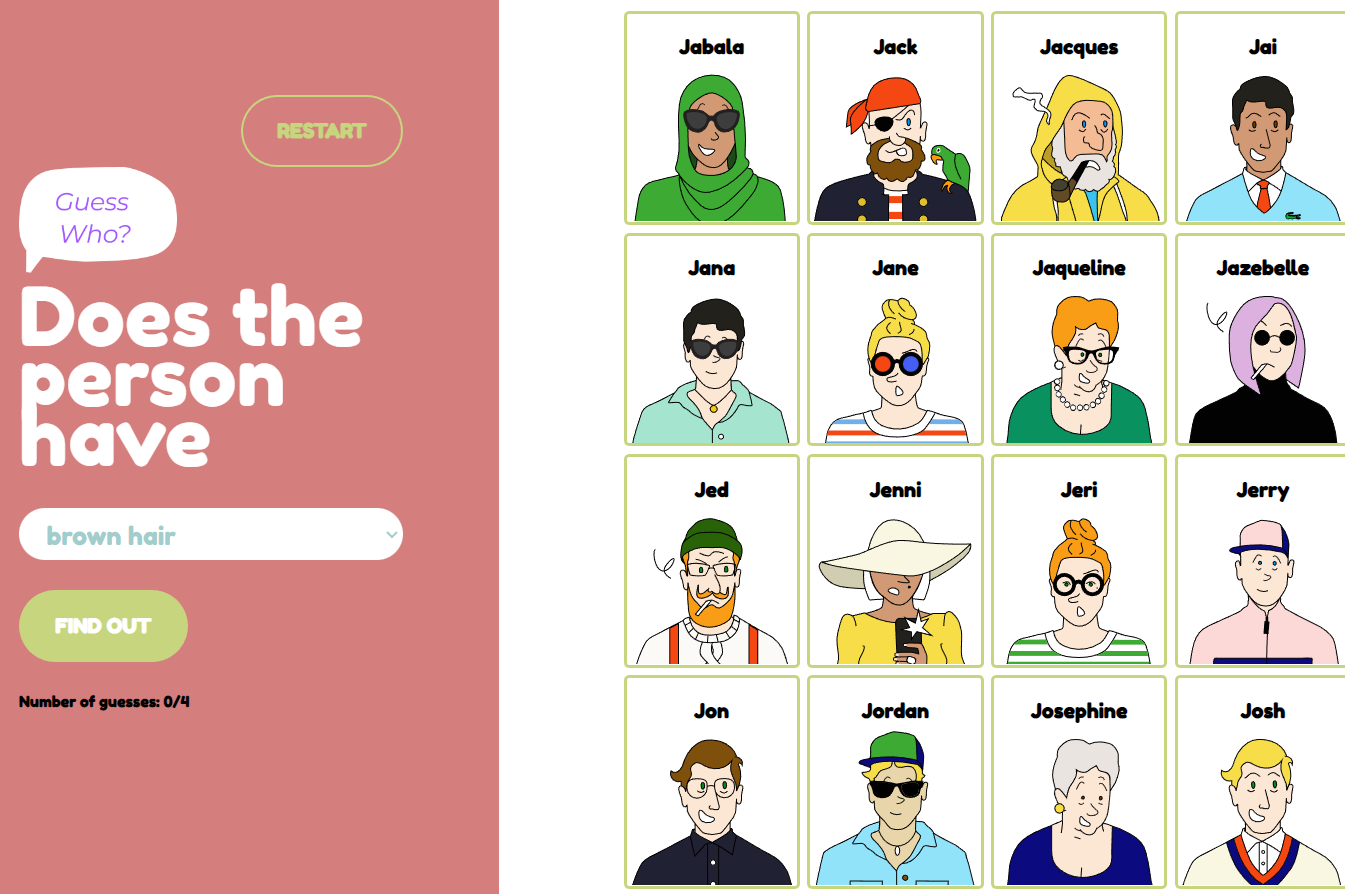 RESTART
Guess
Who?
Does the
person
have
brown hair
FIND OUT
Number of guesses: 0/4
Jabala
Jack
Jacques
Jai
Jana
Jane
Jaqueline
Jazebelle
Jed
Jenni
Jeri
Jerry
Jon
Jordan
Josephine
Josh